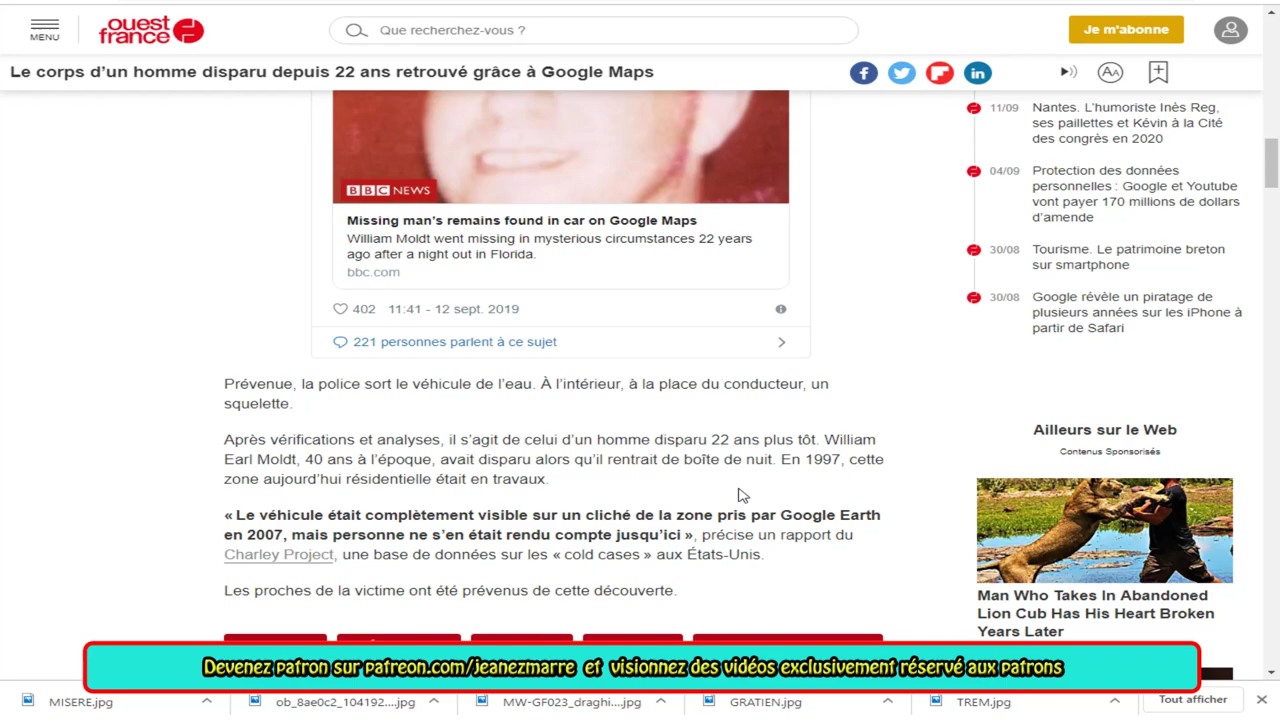 MENU
ouest
france
Que recherchez-vous ?
Je m'abonne
Le corps d'un homme disparu depuis 22 ans retrouvé grâce à Google Maps
AA
BBC NEWS
Missing man's remains found in car on Google Maps
William Moldt went missing in mysterious circumstances 22 years
ago after a night out in Florida.
bbc.com
402 11:41 - 12 sept. 2019
221 personnes parlent à ce sujet
Prévenue, la police sort le véhicule de l'eau. À l'intérieur, à la place du conducteur, un
squelette.
Après vérifications et analyses, il s'agit de celui d'un homme disparu 22 ans plus tôt. William
Earl Moldt, 40 ans à l'époque, avait disparu alors qu'il rentrait de boîte de nuit. En 1997, cette
zone aujourd'hui résidentielle était en travaux.
« Le véhicule était complètement visible sur un cliché de la zone pris par Google Earth
en 2007, mais personne ne s'en était rendu compte jusqu'ici », précise un rapport du
Charley Project, une base de données sur les « cold cases » aux États-Unis.
Les proches de la victime ont été prévenus de cette découverte.
11/09 Nantes. L'humoriste Inès Reg,
ses paillettes et Kévin à la Cité
des congrès en 2020
04/09 Protection des données
personnelles : Google et Youtube
vont payer 170 millions de dollars
d'amende
30/08 Tourisme. Le patrimoine breton
sur smartphone
30/08 Google révèle un piratage de
plusieurs années sur les iPhone à
partir de Safari
Ailleurs sur le Web
Contenus Sponsorisés
Man Who Takes In Abandoned
Lion Cub Has His Heart Broken
Years Later
Devenez patron sur patreon.com/jeanezmarre et visionnez des vidéos exclusivement réservé aux patrons
MISERE.jpg
ob_8ae0c2_104192....jpg
MW-GF023_draghi....jpg
GRATIEN.jpg
TREM.jpg
Tout afficher